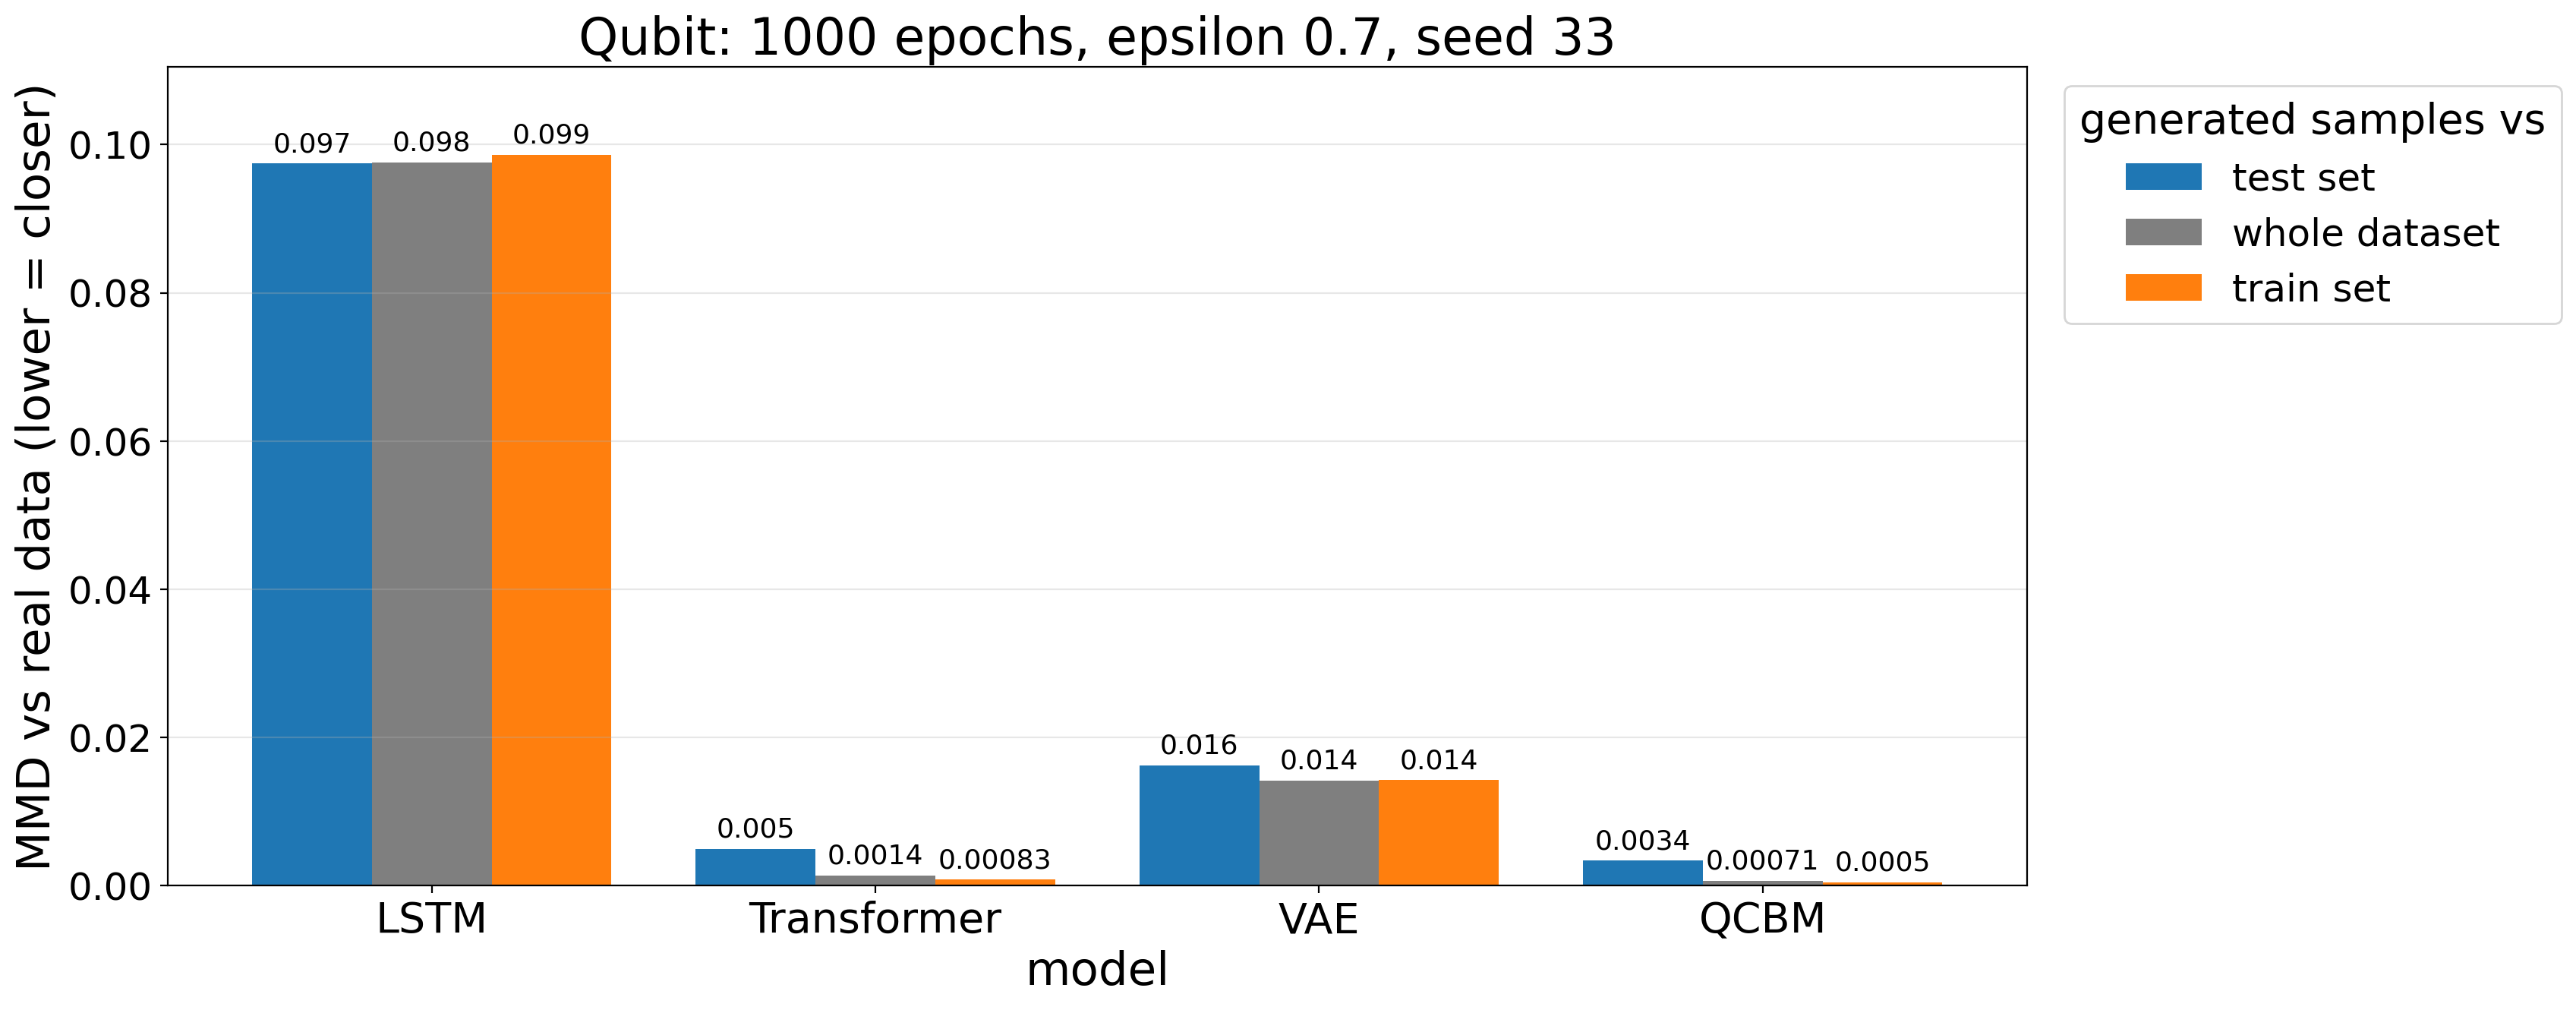 Qubit: 1000 epochs, epsilon 0.7, seed 33
MMD vs real data (lower = closer)
0.10
0.08
0.06
0.04
0.02
0.00
0.097
0.098
0.099
0.005
0.0014
0.00083
0.016
0.014
0.014
0.0034
0.00071
0.0005
LSTM
Transformer
VAE
QCBM
model
generated samples vs
test set
whole dataset
train set